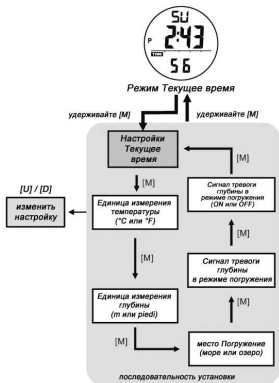 SU
P 2:43
TIME
56
Режим Текущее время
удерживайте [M]
удерживайте [M]
Настройки
Текущее
время
[M]
[U] / [D]
изменить
настройку
Единица измерения
температуры
(°C или °F)
[M]
Единица измерения
глубины
(m или piedi)
[M]
место Погружение
(море или озеро)
[M]
Сигнал тревоги
глубины
в режиме погружения
[M]
Сигнал тревоги
глубины в
режиме погружения
(ON или OFF)
[M]
последовательность установки